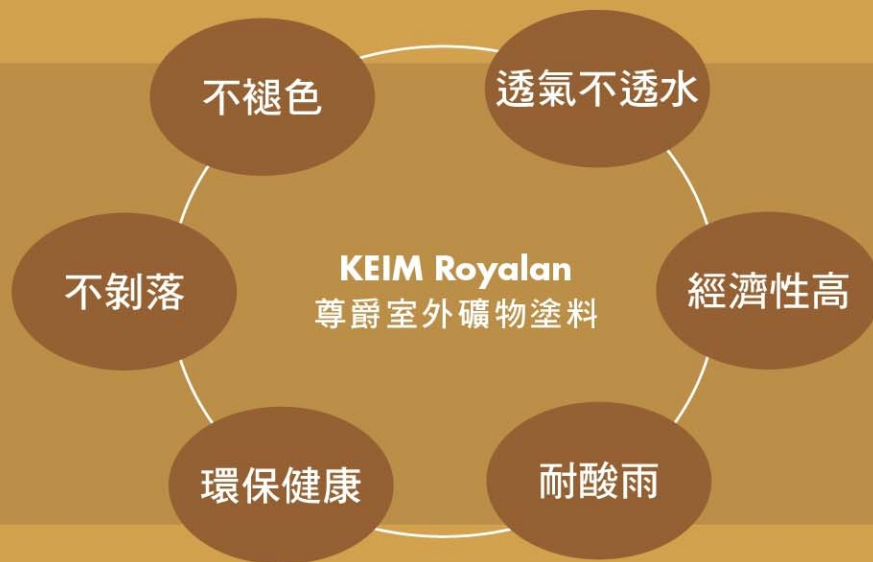 不褪色
透氣不透水
不剝落
KEIM Royalan
尊爵室外礦物塗料
經濟性高
環保健康
耐酸雨